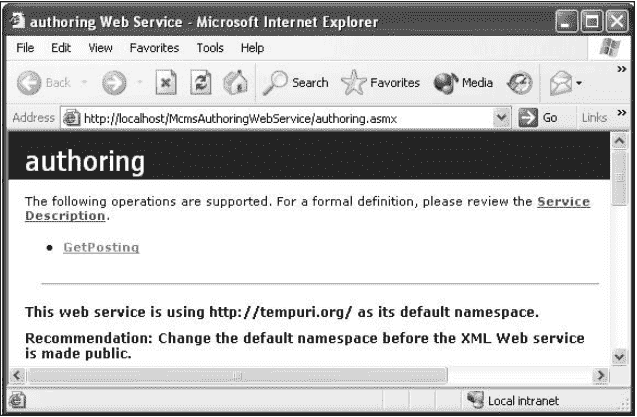 authoring Web Service - Microsoft Internet Explorer
File Edit View Favorites Tools Help
Back Search Favorites Media
Address http://localhost/McmsAuthoringWebService/authoring.asmx Go Links »
authoring
The following operations are supported. For a formal definition, please review the Service
Description.
• GetPosting
This web service is using http://tempuri.org/ as its default namespace.
Recommendation: Change the default namespace before the XML Web service
is made public.
Local intranet